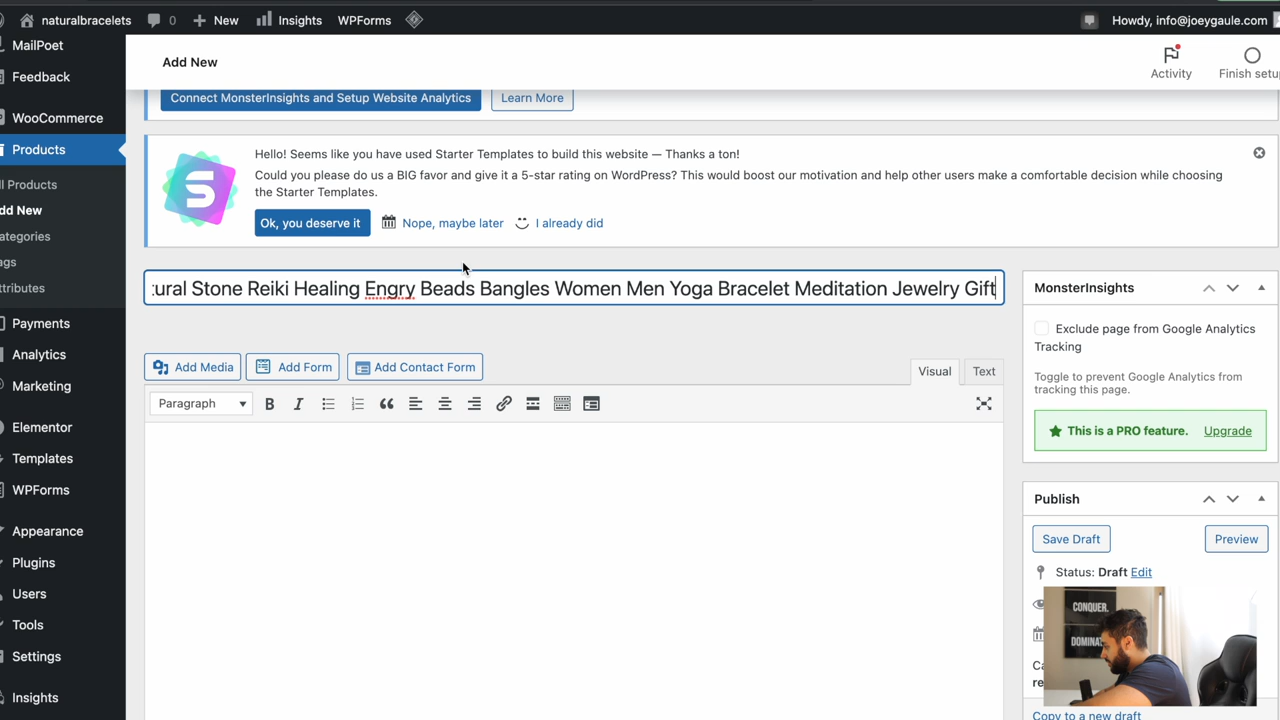 naturalbracelets
0
New
Insights
WPForms
Howdy, info@joeygaule.com
MailPoet
Feedback
WooCommerce
Products
ll Products
dd New
ategories
ags
ttributes
Payments
Analytics
Marketing
Elementor
Templates
WPForms
Appearance
Plugins
Users
Tools
Settings
Insights
Add New
Activity
Finish setu
Connect MonsterInsights and Setup Website Analytics
Learn More
Hello! Seems like you have used Starter Templates to build this website — Thanks a ton!
Could you please do us a BIG favor and give it a 5-star rating on WordPress? This would boost our motivation and help other users make a comfortable decision while choosing
the Starter Templates.
Ok, you deserve it
Nope, maybe later
I already did
tural Stone Reiki Healing Engry Beads Bangles Women Men Yoga Bracelet Meditation Jewelry Gift
Add Media
Add Form
Add Contact Form
Visual
Text
Paragraph
B
I
MonsterInsights
Exclude page from Google Analytics
Tracking
Toggle to prevent Google Analytics from
tracking this page.
This is a PRO feature. Upgrade
Publish
Save Draft
Preview
Status: Draft Edit
CONQUER.
DOMINAT
Ca
re
Copy to a new draft